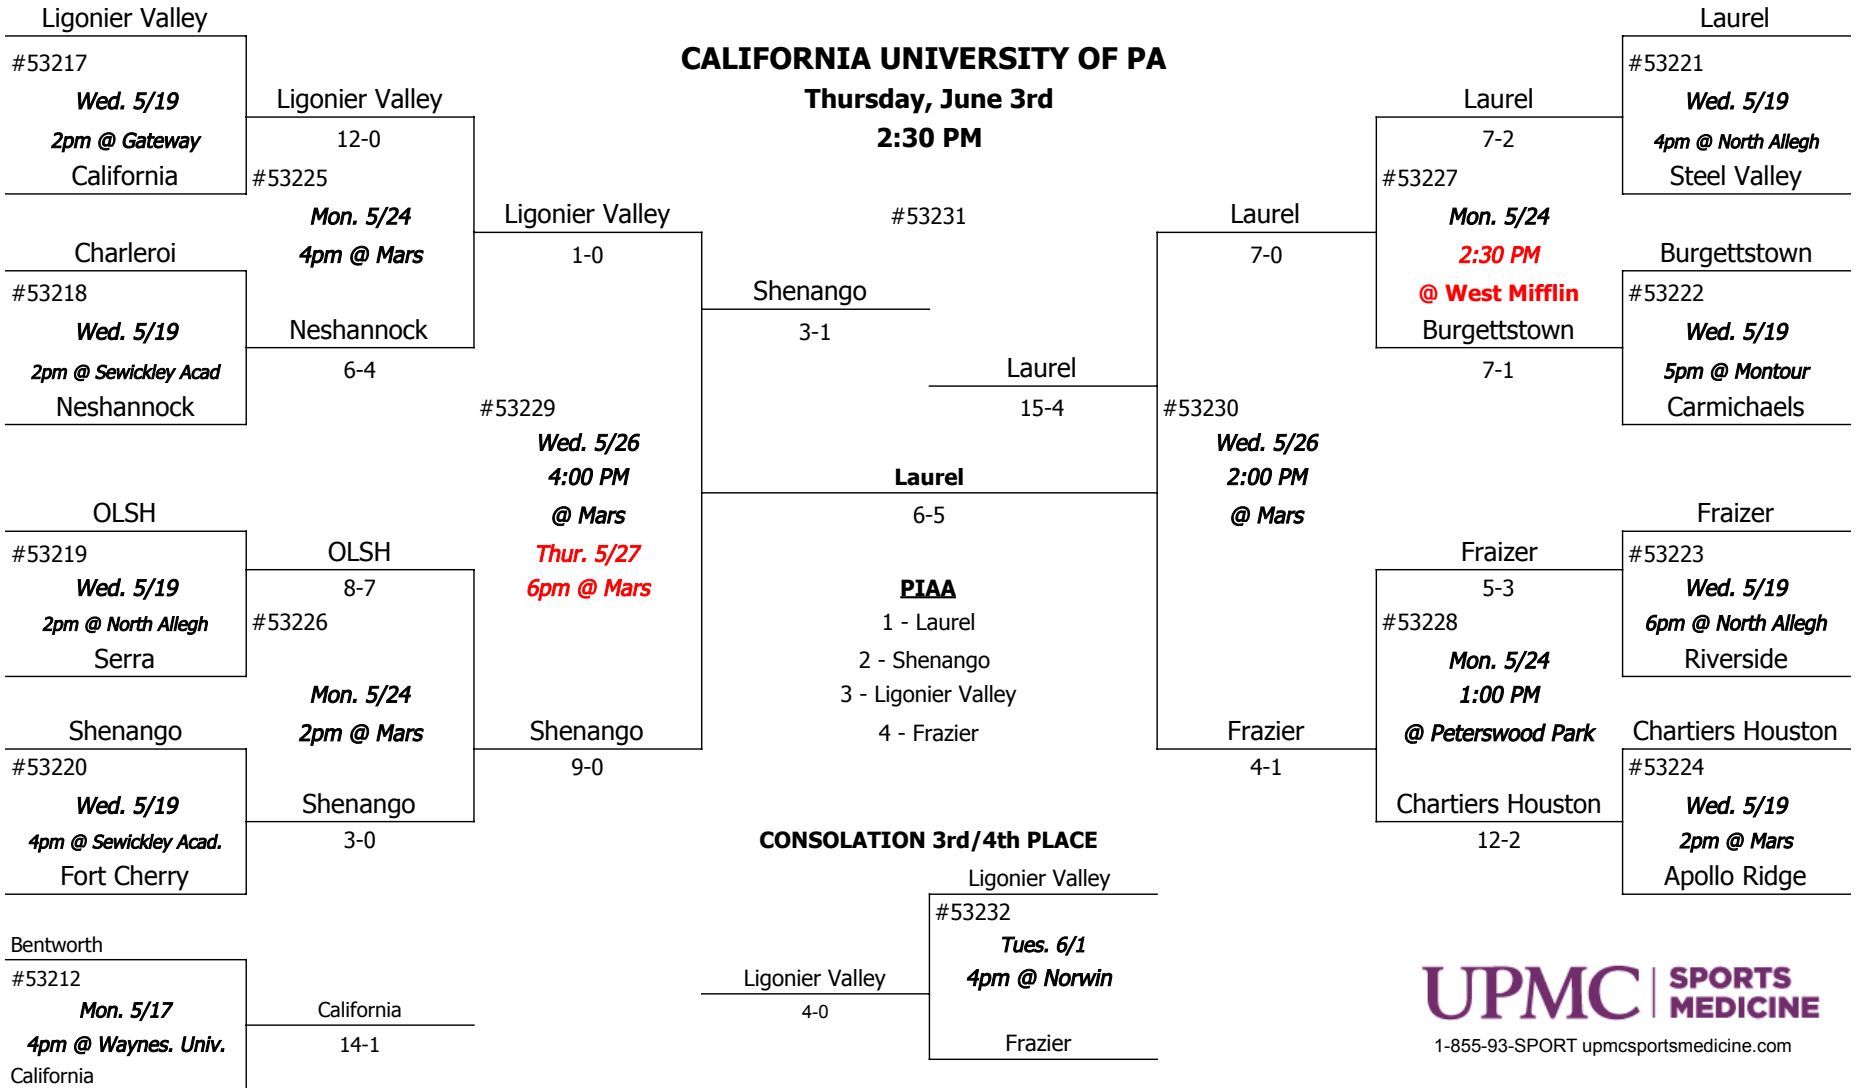 Ligonier Valley
#53217
Wed. 5/19
2pm @ Gateway
California
Charleroi
#53218
Wed. 5/19
2pm @ Sewickley Acad
Neshannock
OLSH
#53219
Wed. 5/19
2pm @ North Allegh
Serra
Shenango
#53220
Wed. 5/19
4pm @ Sewickley Acad.
Fort Cherry
Bentworth
#53212
Mon. 5/17
4pm @ Waynes. Univ.
California
California
14-1
Ligonier Valley
12-0
#53225
Mon. 5/24
4pm @ Mars
Neshannock
6-4
OLSH
8-7
#53226
Mon. 5/24
2pm @ Mars
Shenango
3-0
Ligonier Valley
1-0
#53229
Wed. 5/26
4:00 PM
@ Mars
Thur. 5/27
6pm @ Mars
Shenango
9-0
CALIFORNIA UNIVERSITY OF PA
Thursday, June 3rd
2:30 PM
#53231
Shenango
3-1
Laurel
15-4
Laurel
6-5
PIAA
1 - Laurel
2 - Shenango
3 - Ligonier Valley
4 - Frazier
CONSOLATION 3rd/4th PLACE
Ligonier Valley
#53232
Tues. 6/1
4pm @ Norwin
Frazier
Ligonier Valley
4-0
Laurel
7-0
#53230
Wed. 5/26
2:00 PM
@ Mars
Frazier
4-1
Laurel
7-2
#53227
Mon. 5/24
2:30 PM
@ West Mifflin
Burgettstown
7-1
Fraizer
5-3
#53228
Mon. 5/24
1:00 PM
@ Peterswood Park
Chartiers Houston
12-2
Laurel
#53221
Wed. 5/19
4pm @ North Allegh
Steel Valley
Burgettstown
#53222
Wed. 5/19
5pm @ Montour
Carmichaels
Fraizer
#53223
Wed. 5/19
6pm @ North Allegh
Riverside
Chartiers Houston
#53224
Wed. 5/19
2pm @ Mars
Apollo Ridge
UPMC SPORTS
MEDICINE
1-855-93-SPORT upmcsportsmedicine.com